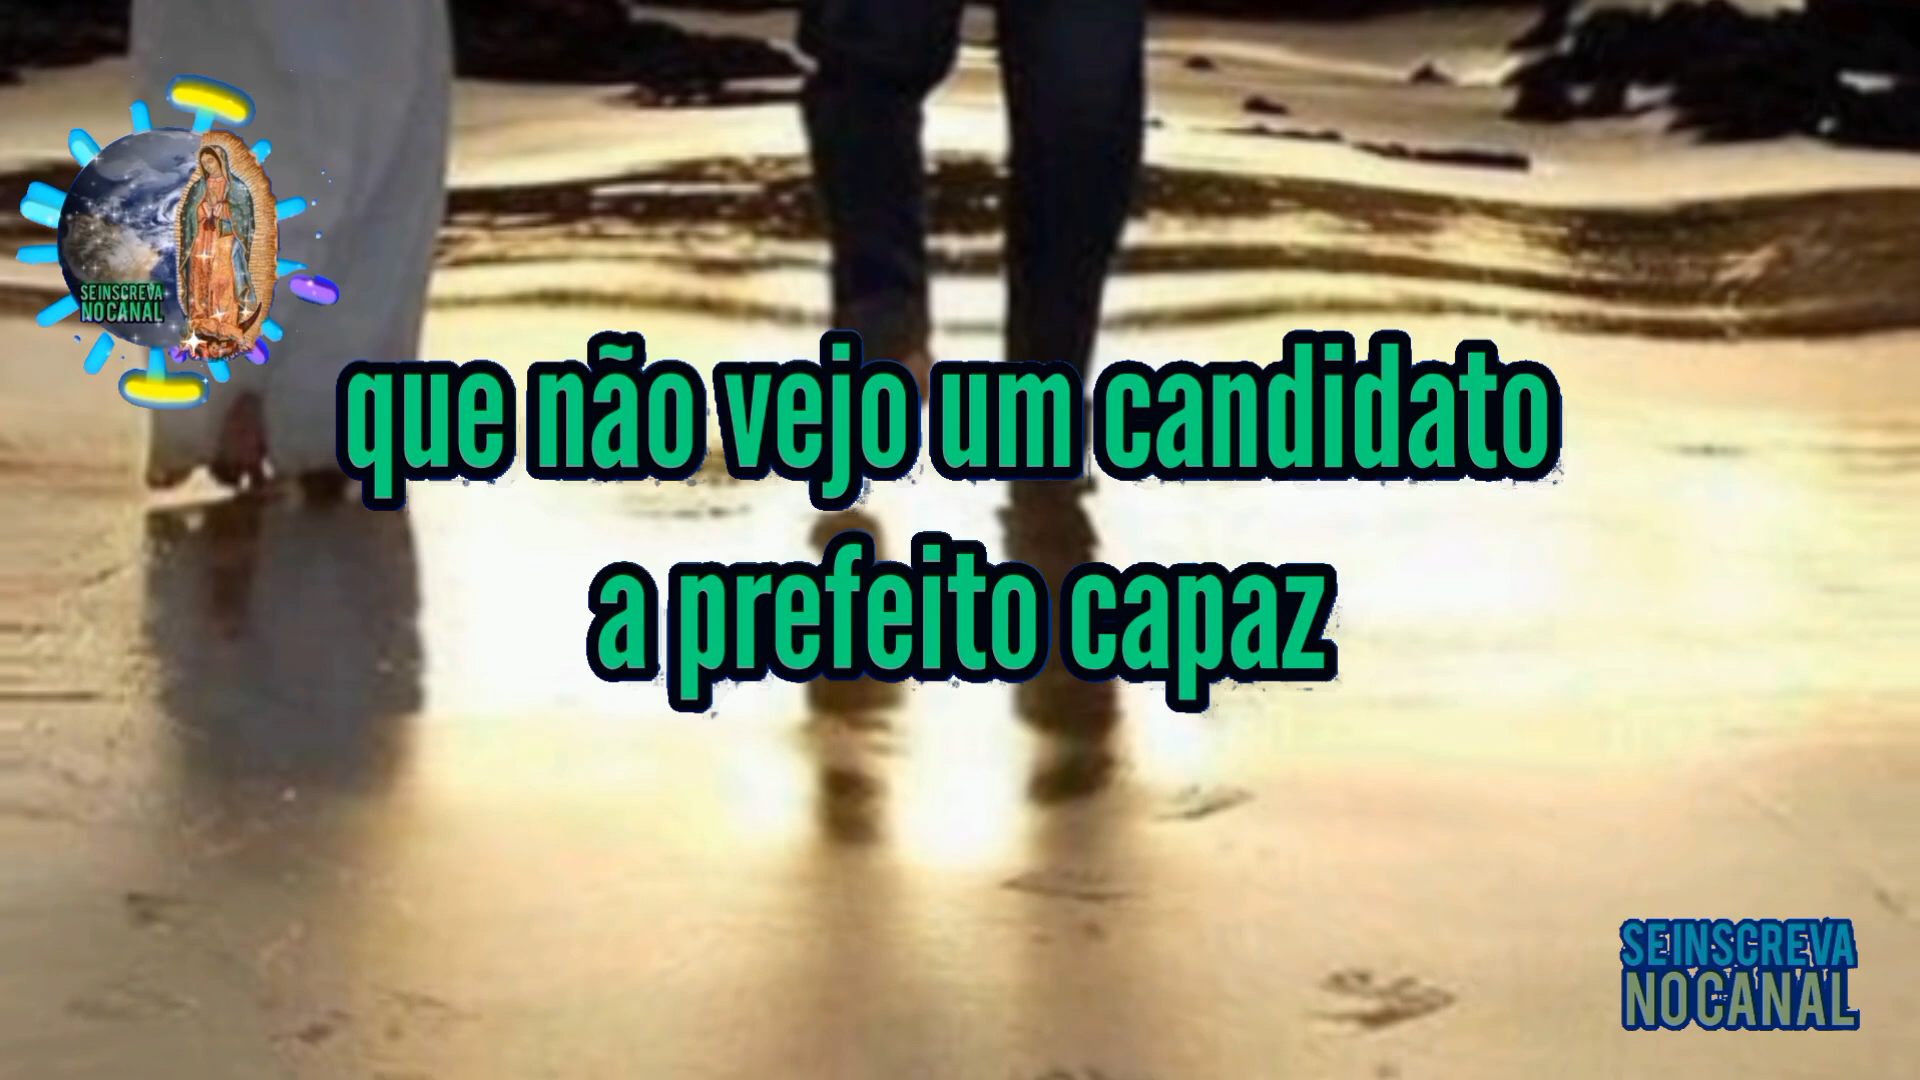 SEINSCREVA
NOCANAL
que não vejo um candidato
a prefeito capaz
SEINSCREVA
NOCANAL